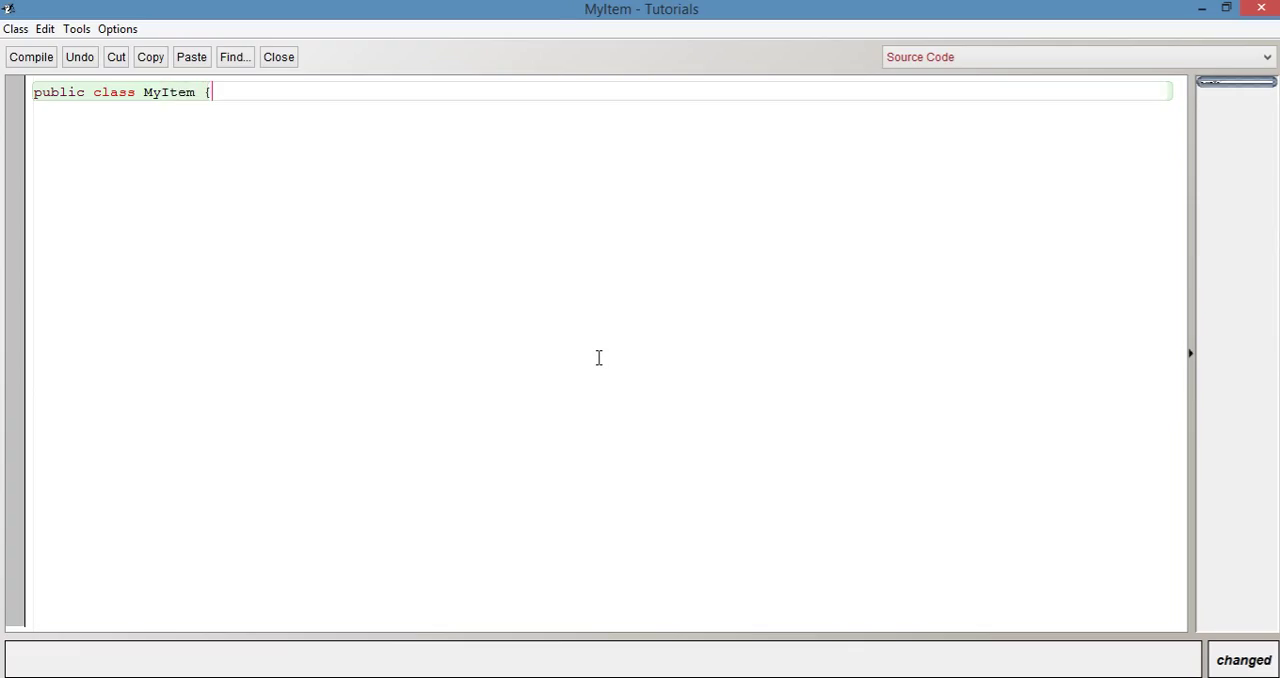 MyItem - Tutorials
Class Edit Tools Options
Compile Undo Cut Copy Paste Find... Close Source Code
public class MyItem {
changed